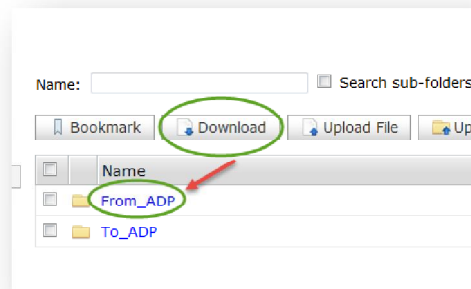 Name: Search sub-folders
Bookmark Download Upload File Up
Name
From_ADP
To_ADP